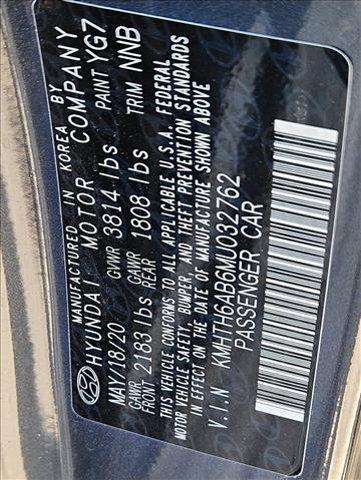 MANUFACTURED IN KOREA BY
HYUNDAI MOTOR COMPANY
MAY/18/20 GVWR 3814 lbs PAINT YG7
GAWR FRONT 2183 lbs GAWR REAR 1808 lbs TRIM NNB
THIS VEHICLE CONFORMS TO ALL APPLICABLE U.S.A. FEDERAL
MOTOR VEHICLE SAFETY, BUMPER, AND THEFT PREVENTION STANDARDS
IN EFFECT ON THE DATE OF MANUFACTURE SHOWN ABOVE
V.I.N KMHTH6AB6MU032762
PASSENGER CAR